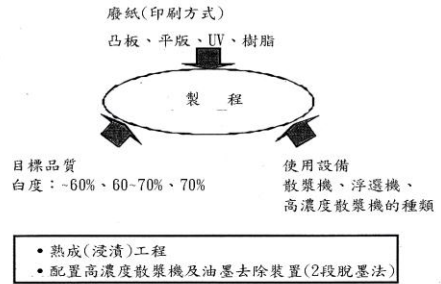 廢紙(印刷方式)
凸板、平版、UV、樹脂
製 程
目標品質
白度：~60%、60~70%、70%
使用設備
散漿機、浮選機、
高濃度散漿機的種類
•熟成(浸漬)工程
•配置高濃度散漿機及油墨去除裝置(2段脫墨法)